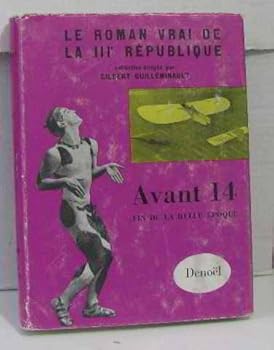 LE ROMAN VRAI DE
LA IIIᵉ RÉPUBLIQUE
collection dirigée par
GILBERT GUILLEMINAULT
Avant 14
FIN DE LA BELLE ÉPOQUE
Denoël